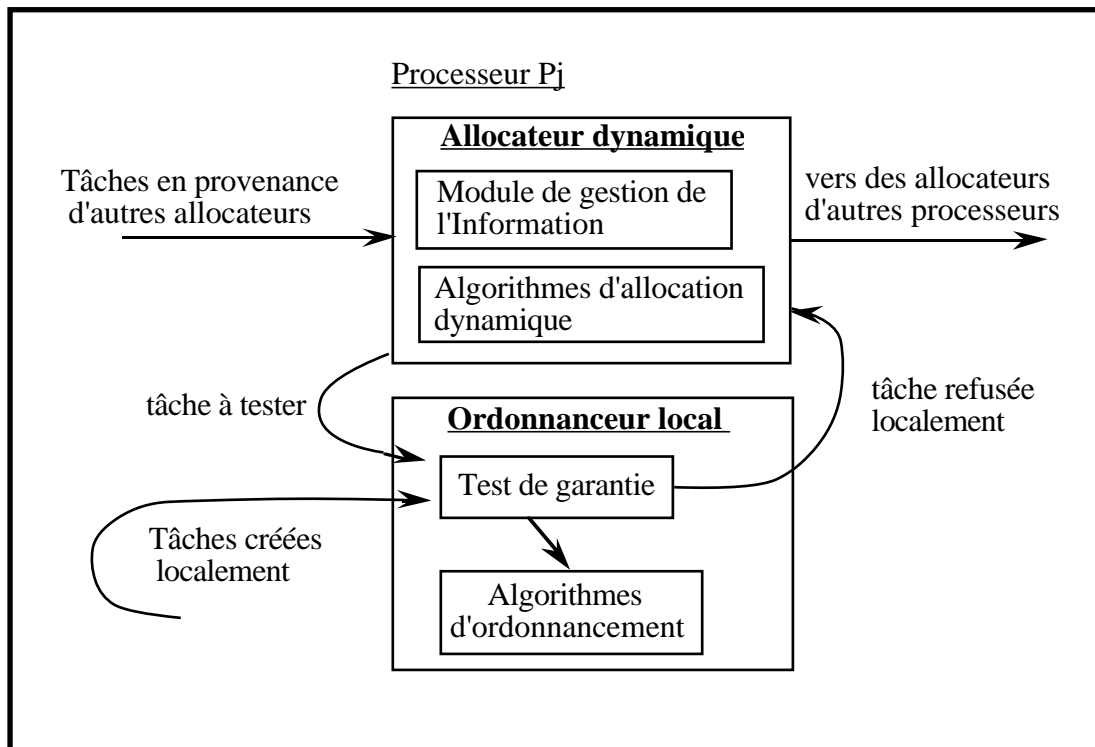 Processeur Pj
Allocateur dynamique
Tâches en provenance
d'autres allocateurs
Module de gestion de
l'Information
vers des allocateurs
d'autres processeurs
Algorithmes d'allocation
dynamique
tâche à tester
tâche refusée
localement
Ordonnanceur local
Test de garantie
Tâches créées
localement
Algorithmes
d'ordonnancement